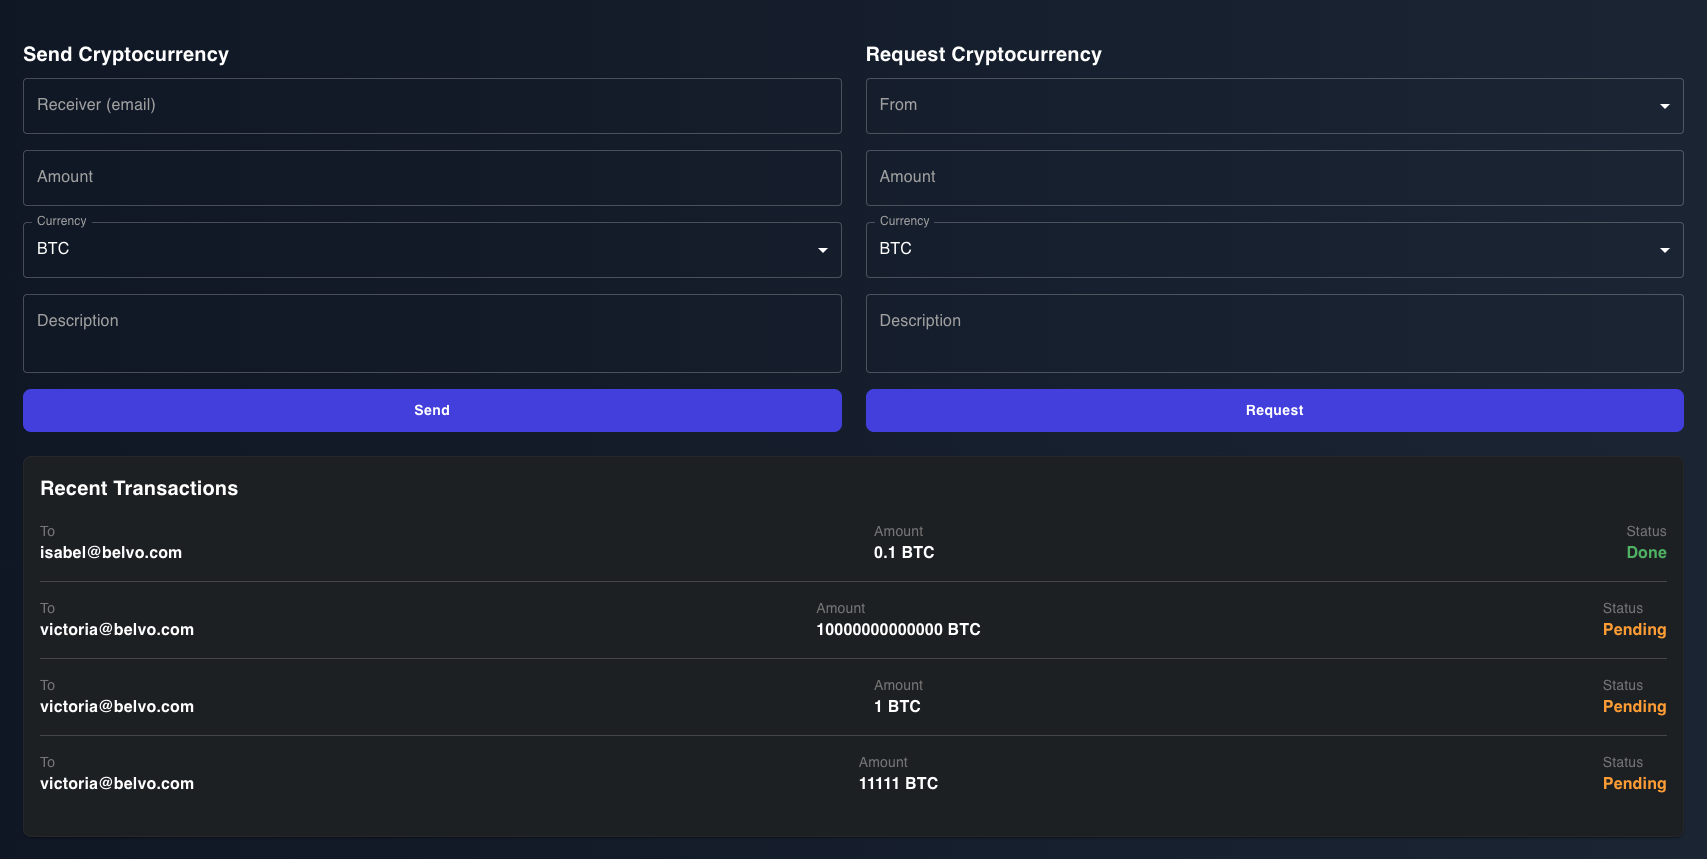 Send Cryptocurrency
Receiver (email)
Amount
Currency
BTC
Description
Send
Request Cryptocurrency
From
Amount
Currency
BTC
Description
Request
Recent Transactions
To Amount Status
isabel@belvo.com 0.1 BTC Done
To Amount Status
victoria@belvo.com 10000000000000 BTC Pending
To Amount Status
victoria@belvo.com 1 BTC Pending
To Amount Status
victoria@belvo.com 11111 BTC Pending